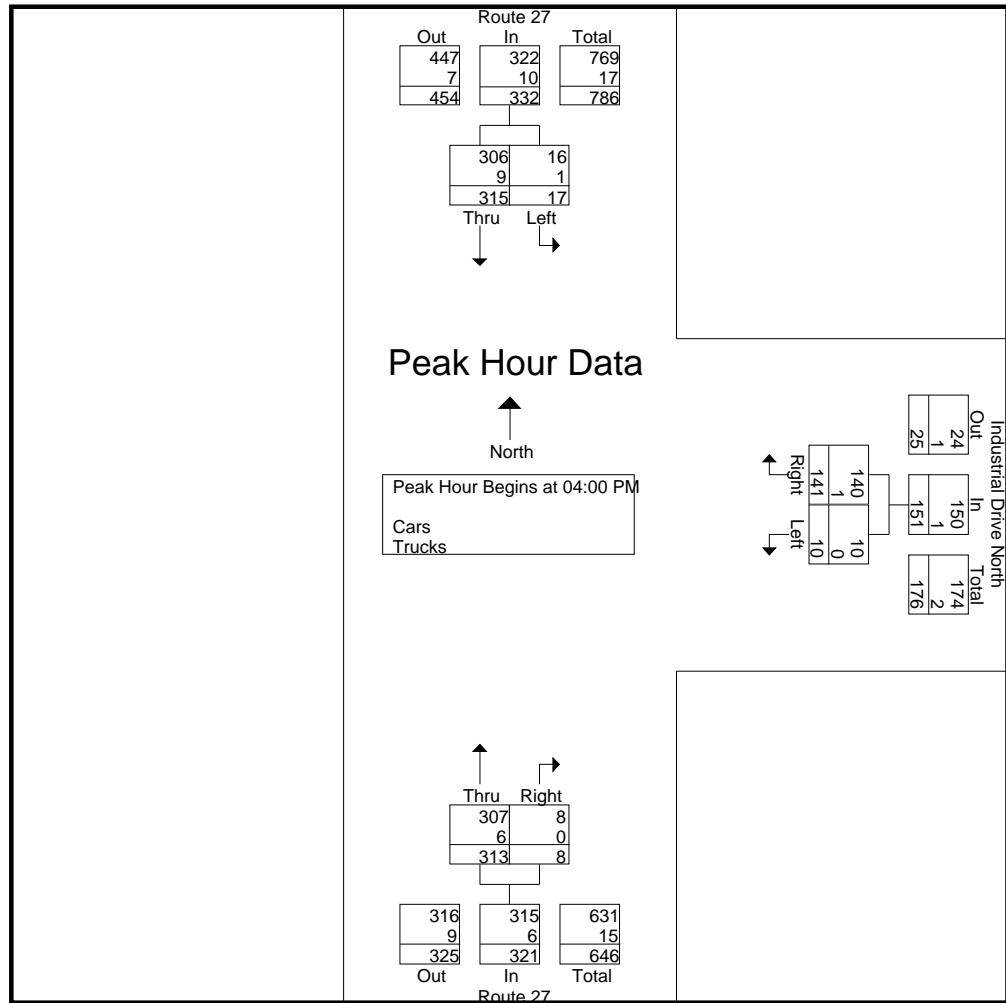 Route 27
Out In Total
447 322 769
7 10 17
454 332 786
306 16
9 1
315 17
Thru Left
Peak Hour Data
North
Peak Hour Begins at 04:00 PM
Cars
Trucks
Industrial Drive North
Out In Total
24 150 174
1 1 2
25 151 176
140 10
1 0
141 10
Right Left
Thru Right
307 8
6 0
313 8
316 315 631
9 6 15
325 321 646
Out In Total
Route 27